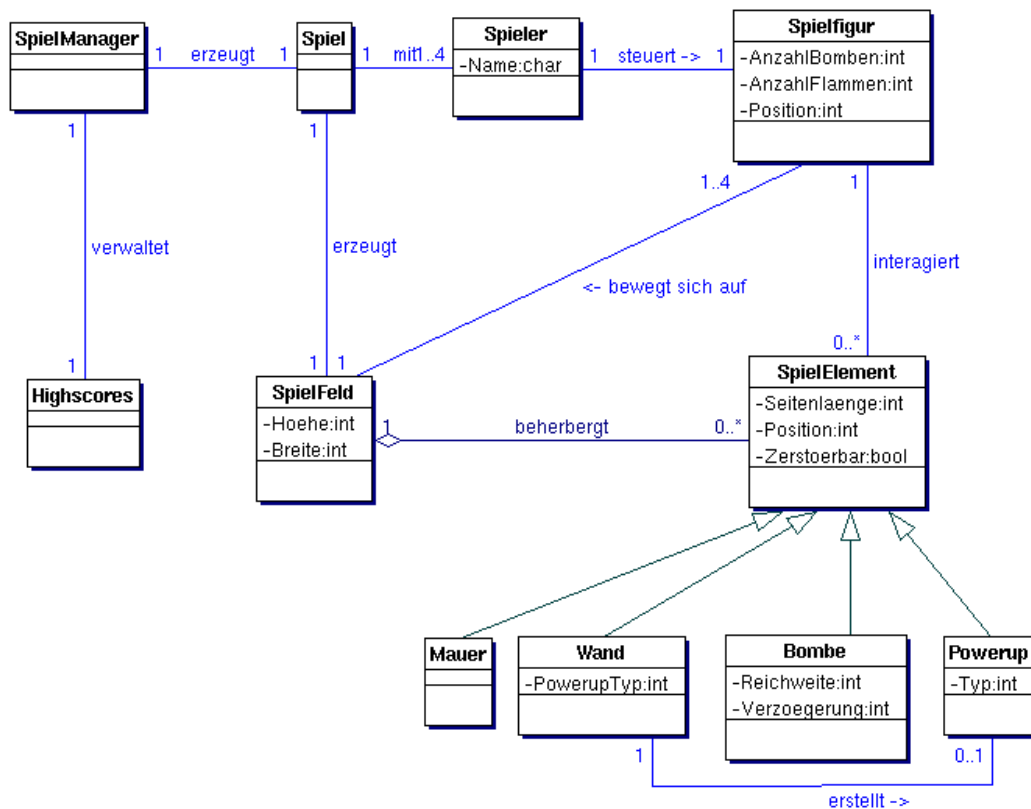 SpielManager
1 erzeugt 1
Spiel
1 mit1..4
Spieler
-Name:char
1 steuert -> 1
Spielfigur
-AnzahlBomben:int
-AnzahlFlammen:int
-Position:int
1
1
1..4
1
verwaltet
erzeugt
interagiert
<- bewegt sich auf
1
1
1
0..*
Highscores
SpielFeld
-Hoehe:int
-Breite:int
1 beherbergt 0..*
SpielElement
-Seitenlaenge:int
-Position:int
-Zerstoerbar:bool
Mauer
Wand
-PowerupTyp:int
Bombe
-Reichweite:int
-Verzoegerung:int
Powerup
-Typ:int
1
0..1
erstellt ->